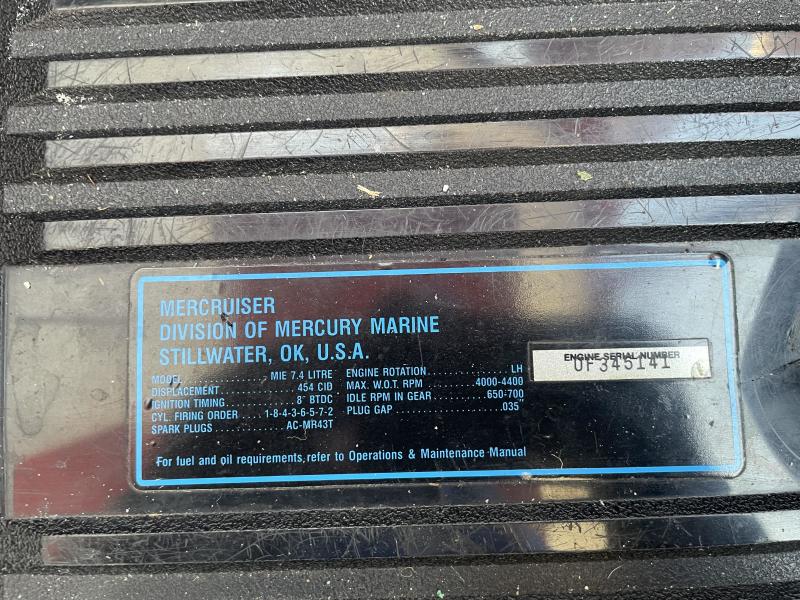 MERCRUISER
DIVISION OF MERCURY MARINE
STILLWATER, OK, U.S.A.
MODEL MIE 7.4 LITRE
DISPLACEMENT 454 CID
IGNITION TIMING 8° BTDC
CYL. FIRING ORDER 1-8-4-3-6-5-7-2
SPARK PLUGS AC-MR43T
ENGINE ROTATION LH
MAX. W.O.T. RPM 4000-4400
IDLE RPM IN GEAR 650-700
PLUG GAP .035"
ENGINE SERIAL NUMBER
OF345141
For fuel and oil requirements, refer to Operations & Maintenance Manual